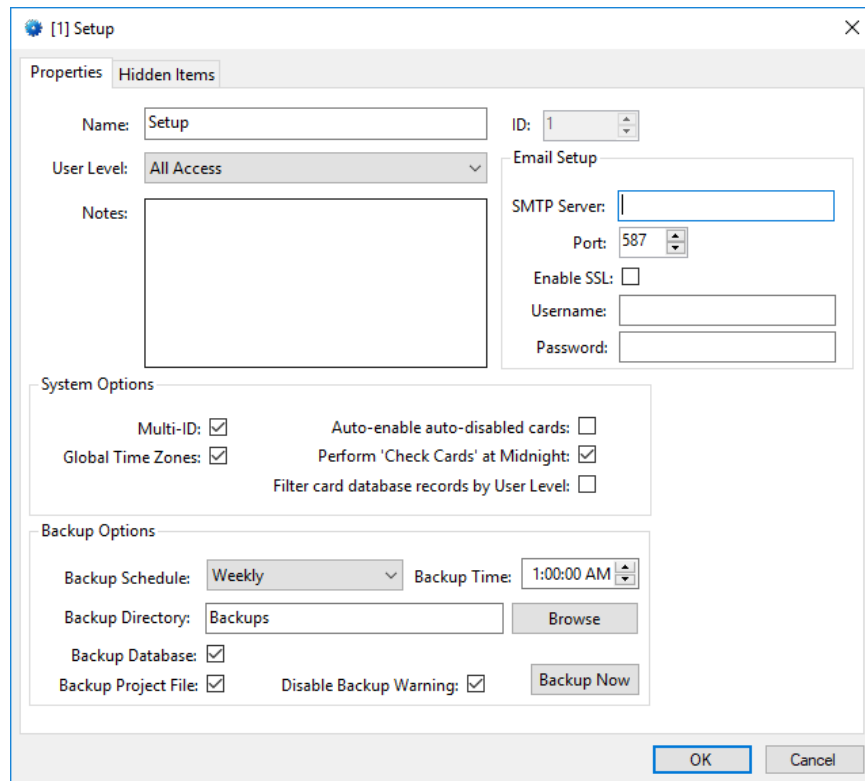 [1] Setup
Properties
Hidden Items
Name: Setup
ID: 1
User Level: All Access
Email Setup
Notes:
SMTP Server:
Port: 587
Enable SSL:
Username:
Password:
System Options
Multi-ID:
Auto-enable auto-disabled cards:
Global Time Zones:
Perform 'Check Cards' at Midnight:
Filter card database records by User Level:
Backup Options
Backup Schedule: Weekly
Backup Time: 1:00:00 AM
Backup Directory: Backups
Browse
Backup Database:
Backup Project File:
Disable Backup Warning:
Backup Now
OK
Cancel